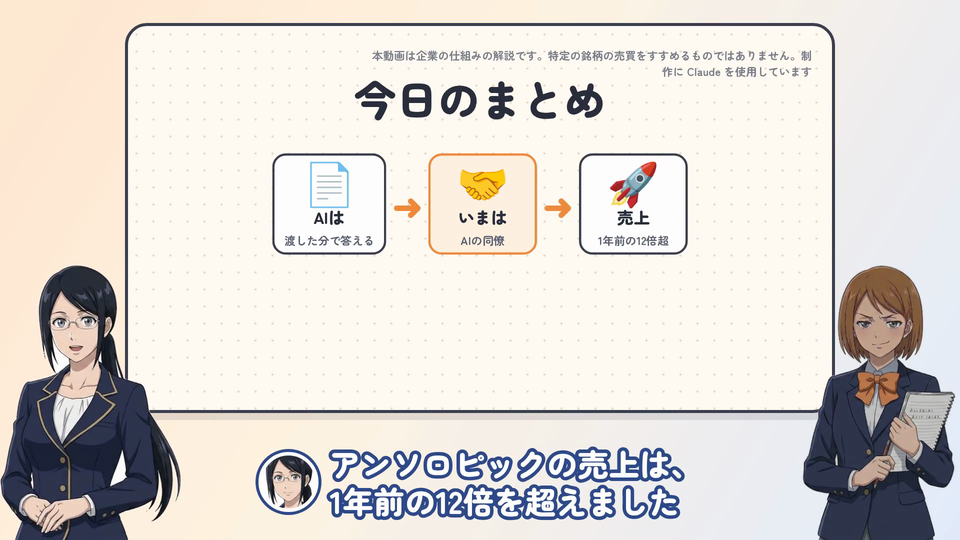 本動画は企業の仕組みの解説です。特定の銘柄の売買をすすめるものではありません。制
作に Claude を使用しています
今日のまとめ
AIは
渡した分で答える
いまは
AIの同僚
売上
1年前の12倍超
アンソロピックの売上は、
1年前の12倍を超えました